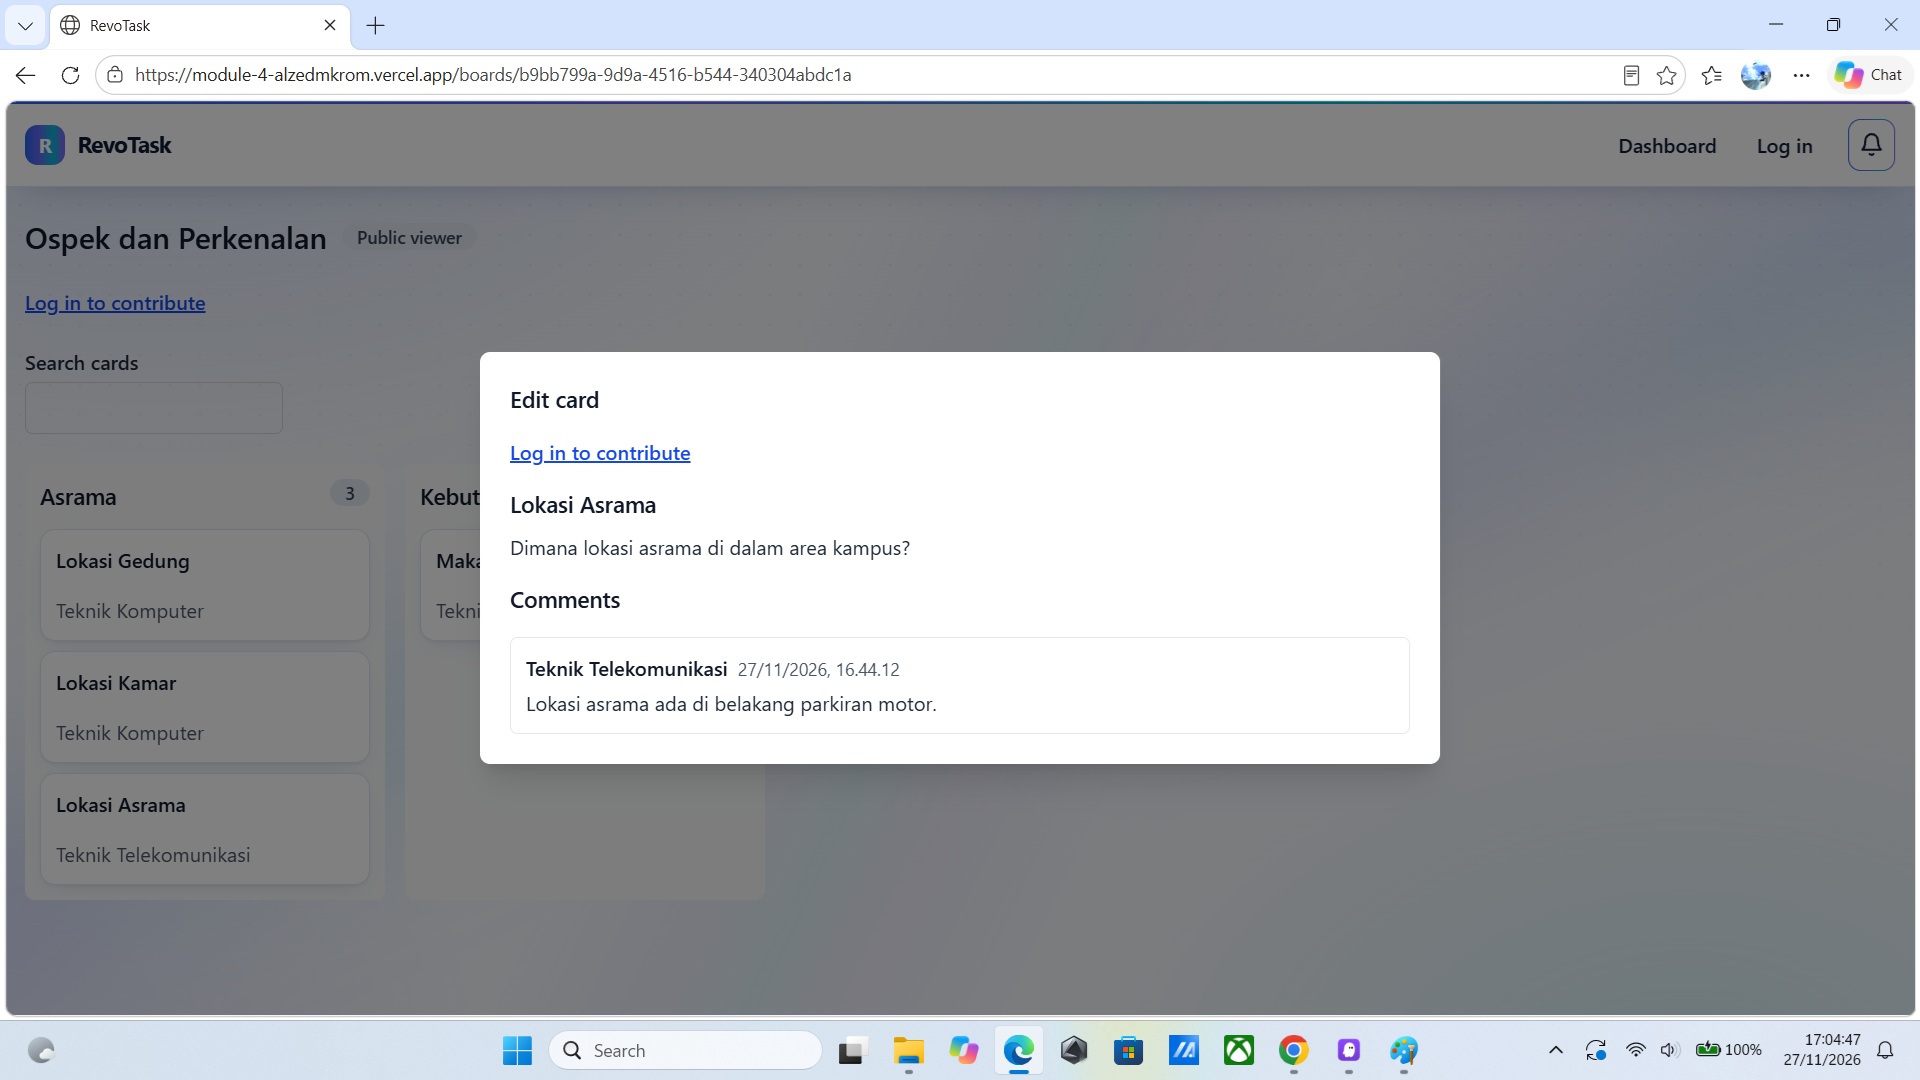 RevoTask
https://module-4-alzedmkrom.vercel.app/boards/b9bb799a-9d9a-4516-b544-340304abdc1a
Chat
R
RevoTask
Dashboard
Log in
Ospek dan Perkenalan
Public viewer
Log in to contribute
Search cards
Asrama
3
Lokasi Gedung
Teknik Komputer
Lokasi Kamar
Teknik Komputer
Lokasi Asrama
Teknik Telekomunikasi
Kebut
Maka
Tekni
Edit card
Log in to contribute
Lokasi Asrama
Dimana lokasi asrama di dalam area kampus?
Comments
Teknik Telekomunikasi 27/11/2026, 16.44.12
Lokasi asrama ada di belakang parkiran motor.
Search
100%
17:04:47
27/11/2026